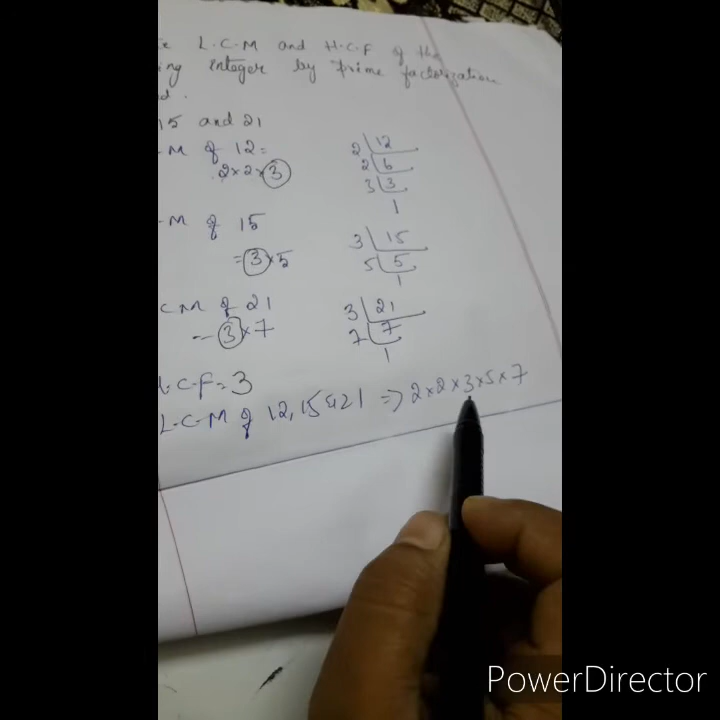 L.C.M and H.C.F of the
ing integer by prime factorization
15 and 21
M of 12 =
2×2×3
2 12
2 6
3 3
1
M of 15
= 3×5
3 15
5 5
1
CM of 21
= 3×7
3 21
7 7
1
.C.F = 3
L.C.M of 12, 15 & 21 => 2×2×3×5×7
PowerDirector